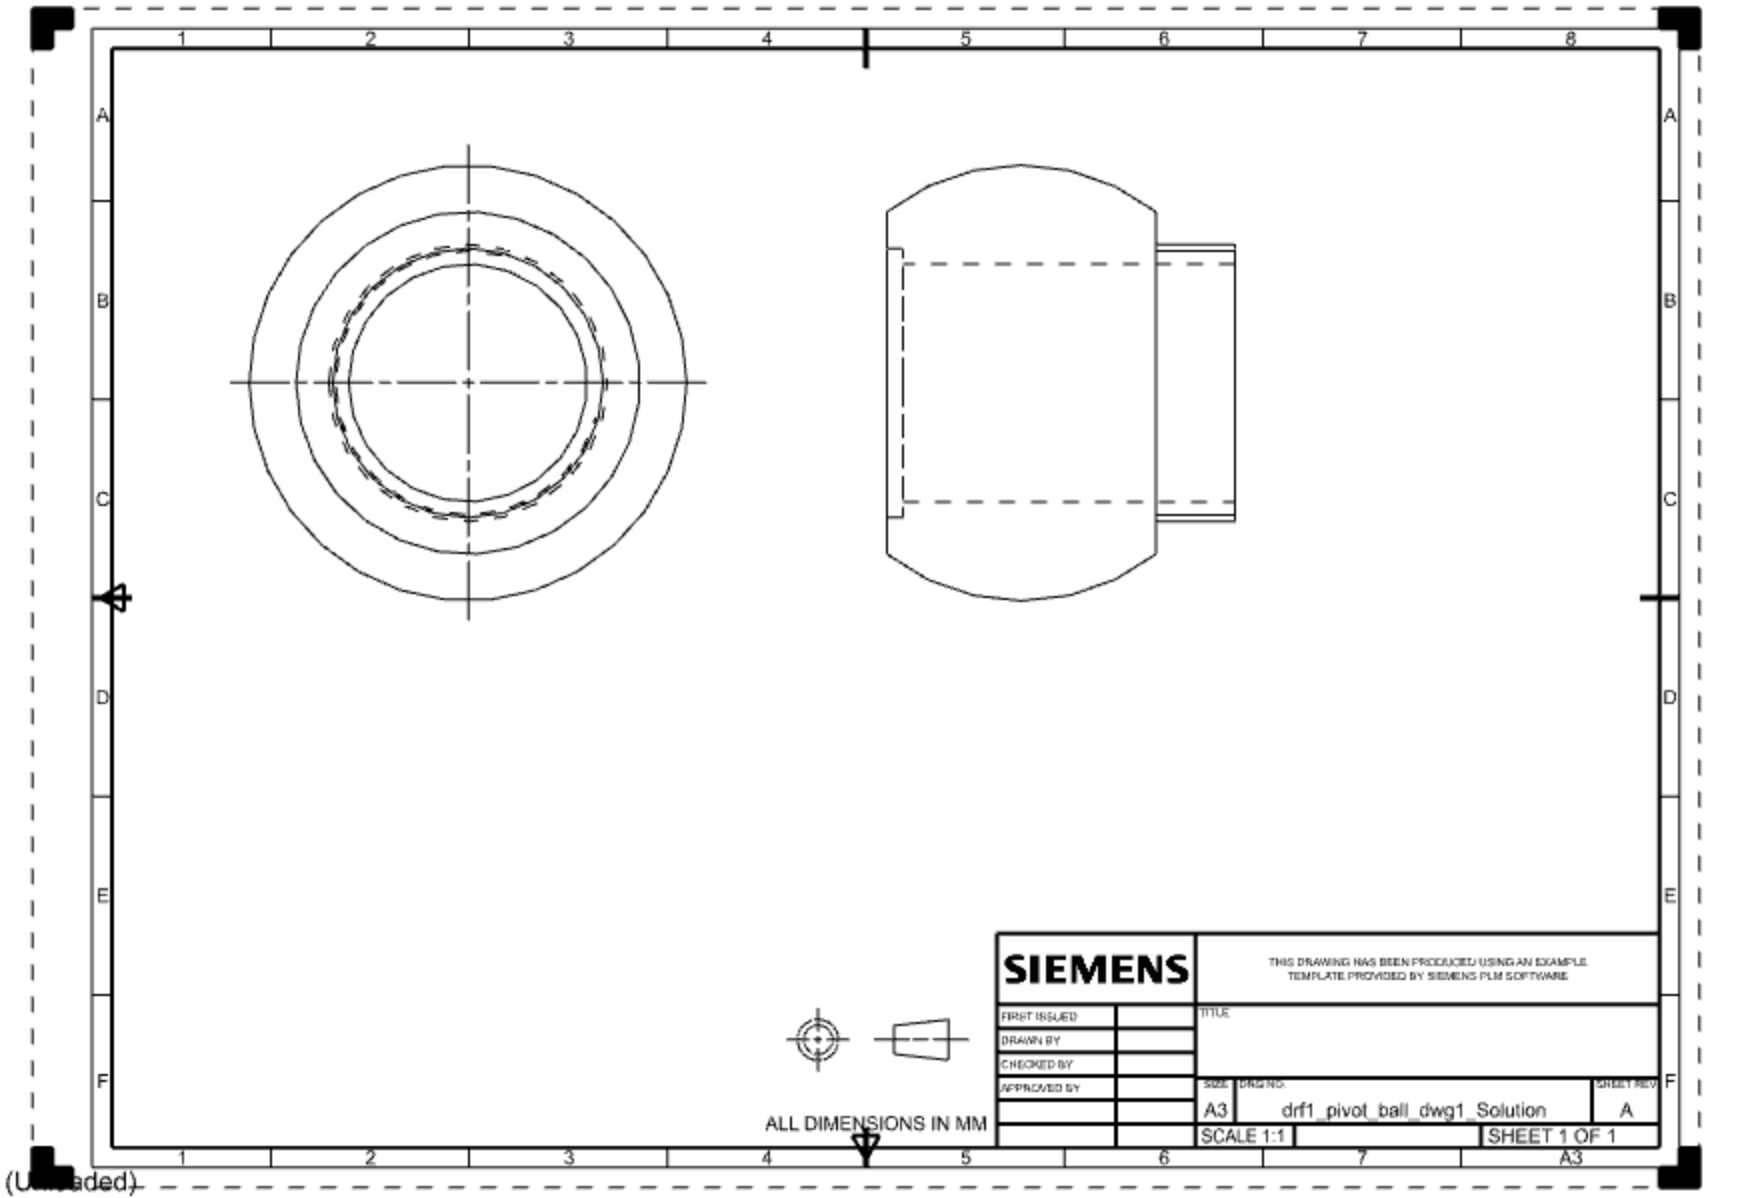 1 2 3 4 5 6 7 8
A A
B B
C C
D D
E E
F F
SIEMENS
THIS DRAWING HAS BEEN PRODUCED USING AN EXAMPLE
TEMPLATE PROVIDED BY SIEMENS PLM SOFTWARE
FIRST ISSUED
TITLE
DRAWN BY
CHECKED BY
APPROVED BY
SIZE DRG NO. SHEET REV
A3 drf1_pivot_ball_dwg1_Solution A
ALL DIMENSIONS IN MM
SCALE 1:1 SHEET 1 OF 1
1 2 3 4 5 6 7 A3